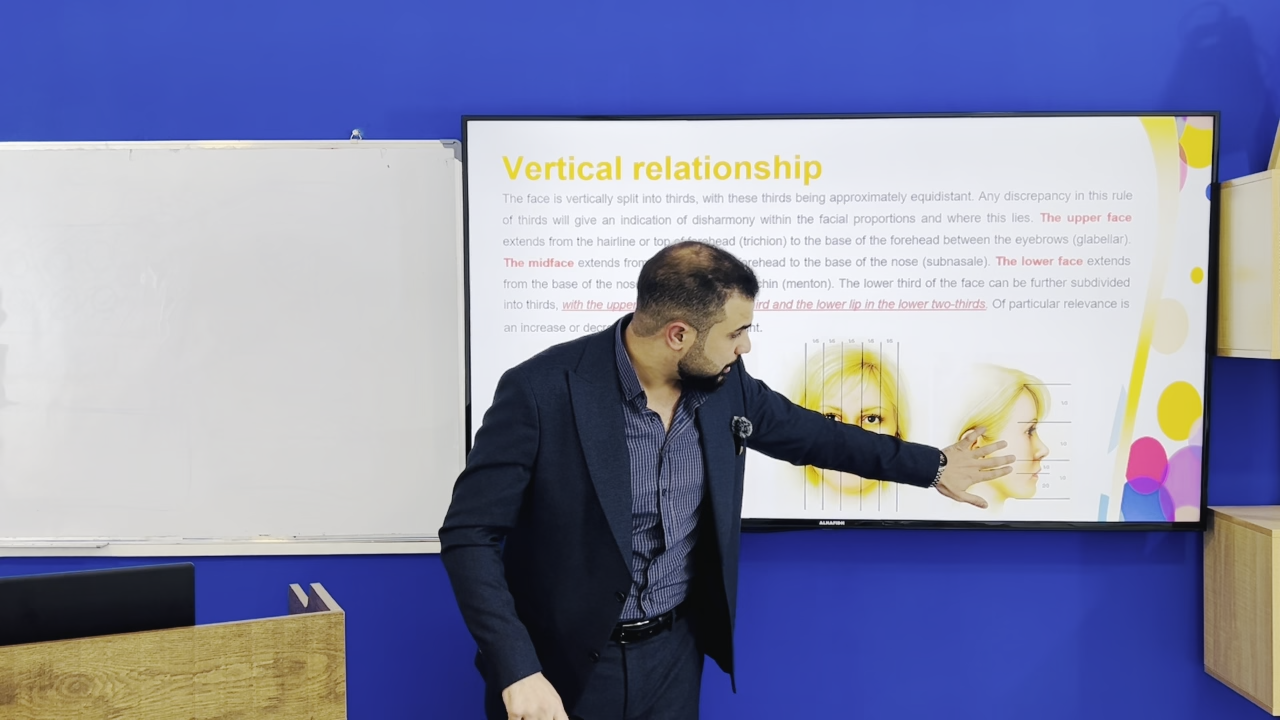 Vertical relationship
The face is vertically split into thirds, with these thirds being approximately equidistant. Any discrepancy in this rule
of thirds will give an indication of disharmony within the facial proportions and where this lies. The upper face
extends from the hairline or top of forehead (trichion) to the base of the forehead between the eyebrows (glabellar).
The midface extends from forehead to the base of the nose (subnasale). The lower face extends
from the base of the nose chin (menton). The lower third of the face can be further subdivided
into thirds, with the upper and the lower lip in the lower two-thirds. Of particular relevance is
an increase or
ALHAFIDH